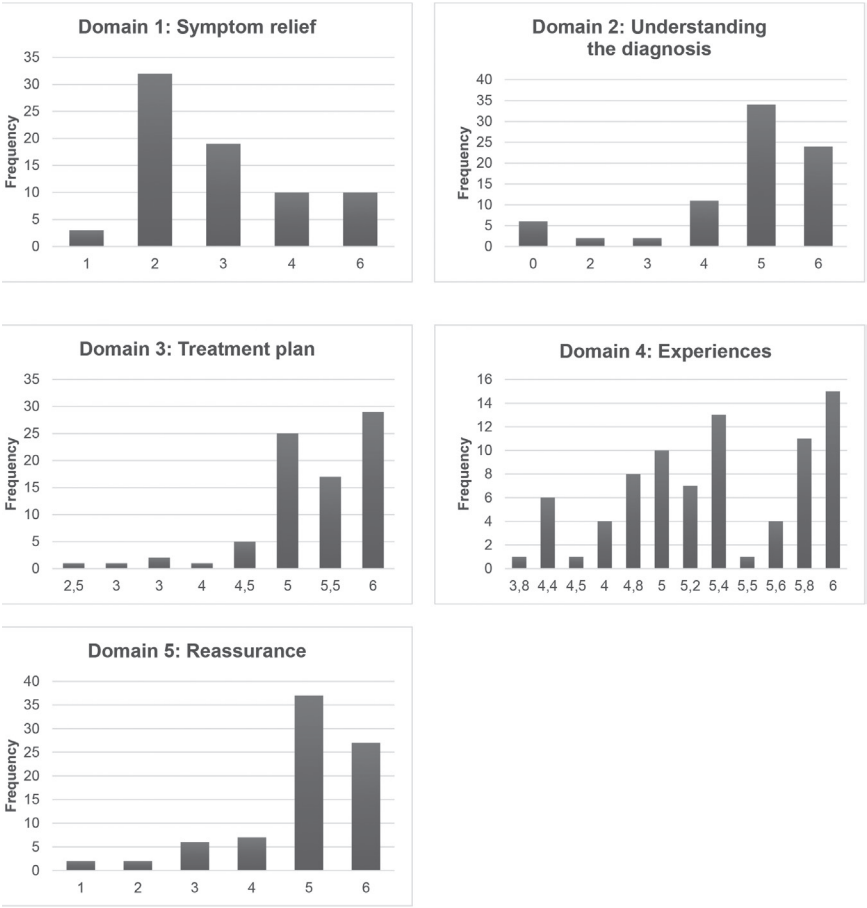 Domain 1: Symptom relief
Frequency
35
30
25
20
15
10
5
0
1 2 3 4 6
Domain 2: Understanding
the diagnosis
Frequency
40
35
30
25
20
15
10
5
0
0 2 3 4 5 6
Domain 3: Treatment plan
Frequency
35
30
25
20
15
10
5
0
2,5 3 3 4 4,5 5 5,5 6
Domain 4: Experiences
Frequency
16
14
12
10
8
6
4
2
0
3,8 4,4 4,5 4 4,8 5 5,2 5,4 5,5 5,6 5,8 6
Domain 5: Reassurance
Frequency
40
35
30
25
20
15
10
5
0
1 2 3 4 5 6